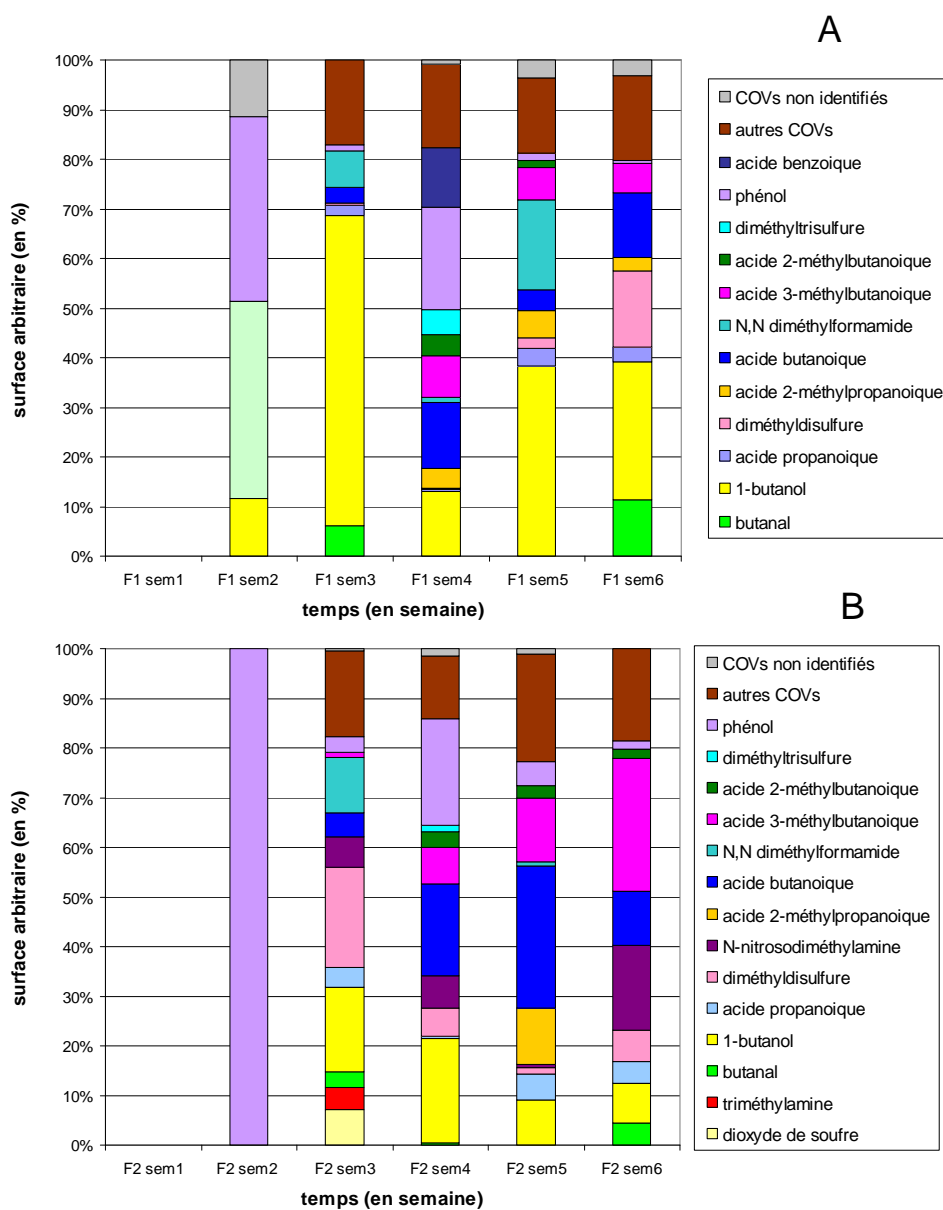 A
surface arbitraire (en %)
100%
90%
80%
70%
60%
50%
40%
30%
20%
10%
0%
F1 sem1 F1 sem2 F1 sem3 F1 sem4 F1 sem5 F1 sem6
temps (en semaine)
COVs non identifiés
autres COVs
acide benzoique
phénol
diméthyltrisulfure
acide 2-méthylbutanoique
acide 3-méthylbutanoique
N,N diméthylformamide
acide butanoique
acide 2-méthylpropanoique
diméthyldisulfure
acide propanoique
1-butanol
butanal
B
surface arbitraire (en %)
100%
90%
80%
70%
60%
50%
40%
30%
20%
10%
0%
F2 sem1 F2 sem2 F2 sem3 F2 sem4 F2 sem5 F2 sem6
temps (en semaine)
COVs non identifiés
autres COVs
phénol
diméthyltrisulfure
acide 2-méthylbutanoique
acide 3-méthylbutanoique
N,N diméthylformamide
acide butanoique
acide 2-méthylpropanoique
N-nitrosodiméthylamine
diméthyldisulfure
acide propanoique
1-butanol
butanal
triméthylamine
dioxyde de soufre